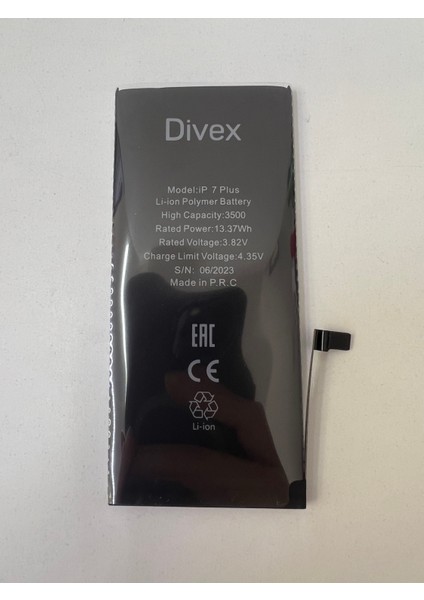 Divex
Model:iP 7 Plus
Li-ion Polymer Battery
High Capacity:3500
Rated Power:13.37Wh
Rated Voltage:3.82V
Charge Limit Voltage:4.35V
S/N: 06/2023
Made in P.R.C
EAC
CE
Li-ion